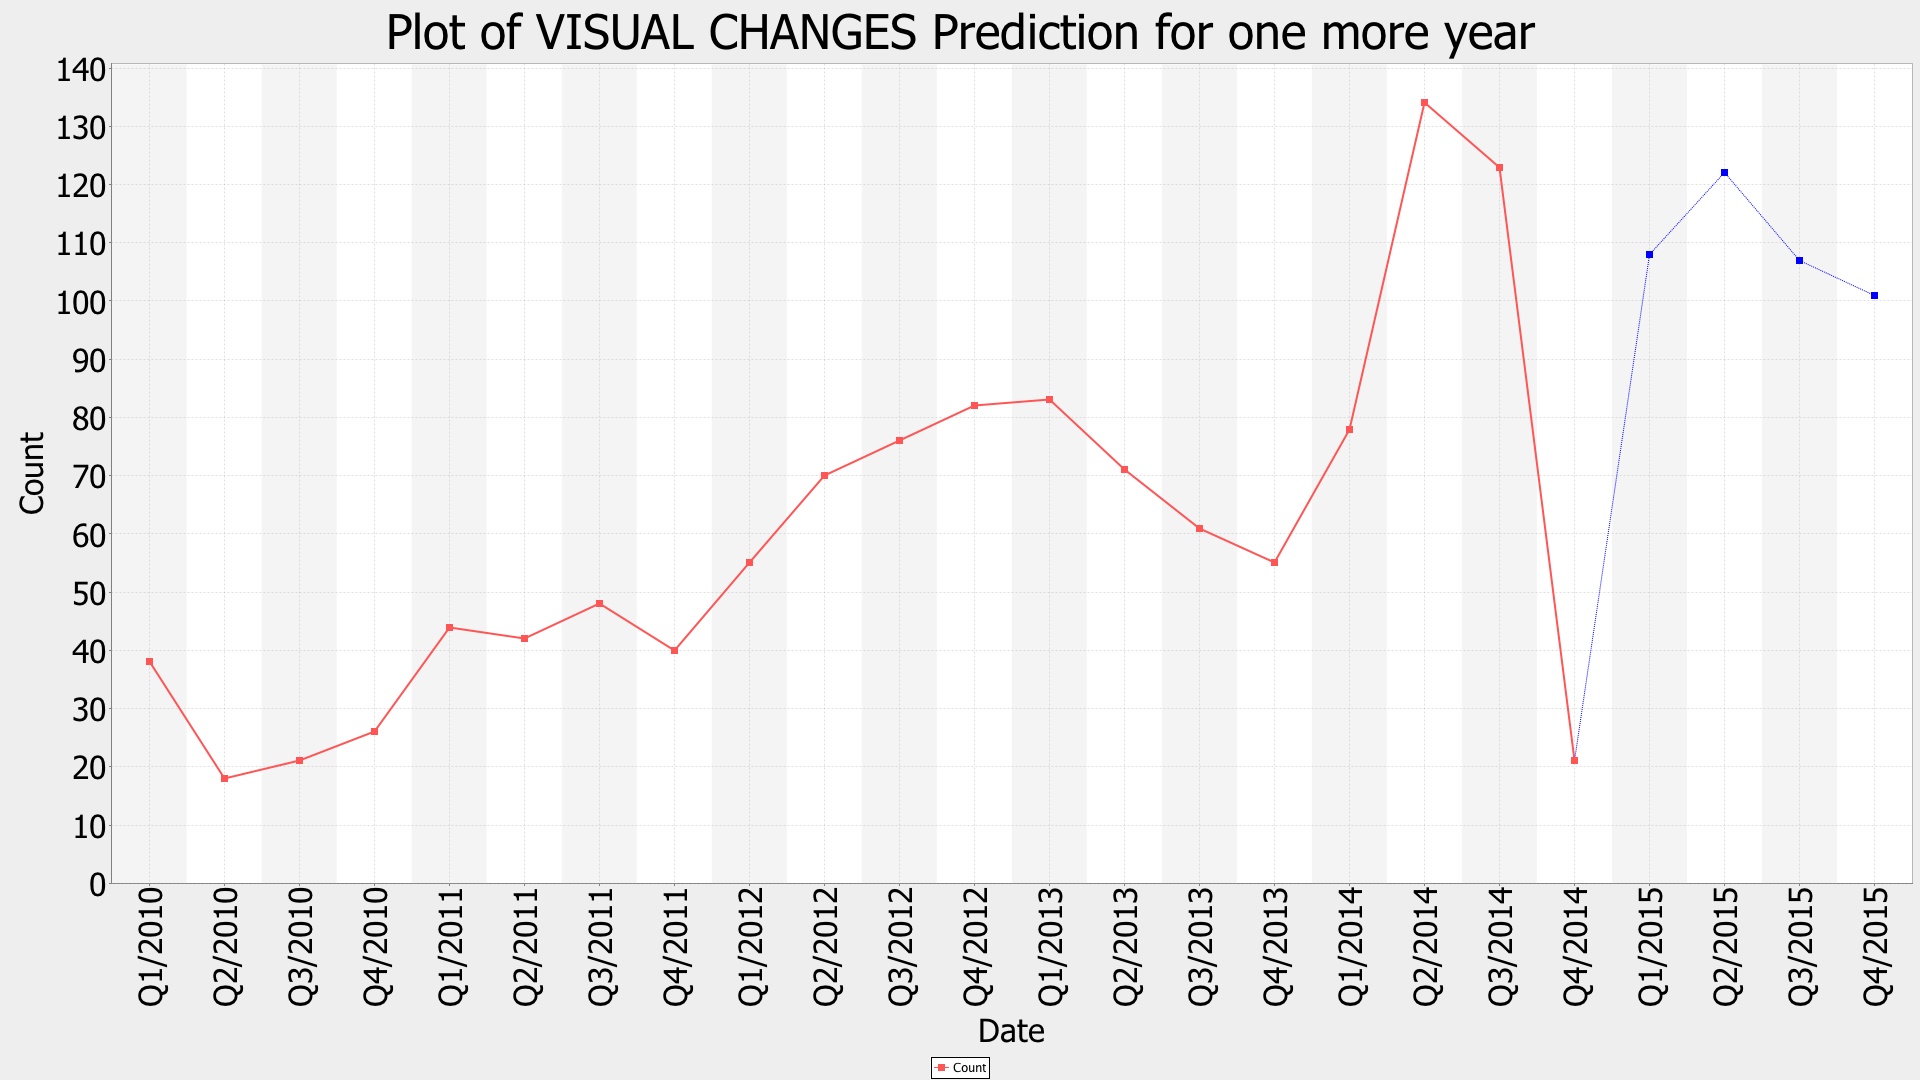 Plot of VISUAL CHANGES Prediction for one more year
140
130
120
110
100
90
80
70
60
50
40
30
20
10
0
Count
Q1/2010
Q2/2010
Q3/2010
Q4/2010
Q1/2011
Q2/2011
Q3/2011
Q4/2011
Q1/2012
Q2/2012
Q3/2012
Q4/2012
Q1/2013
Q2/2013
Q3/2013
Q4/2013
Q1/2014
Q2/2014
Q3/2014
Q4/2014
Q1/2015
Q2/2015
Q3/2015
Q4/2015
Date
Count